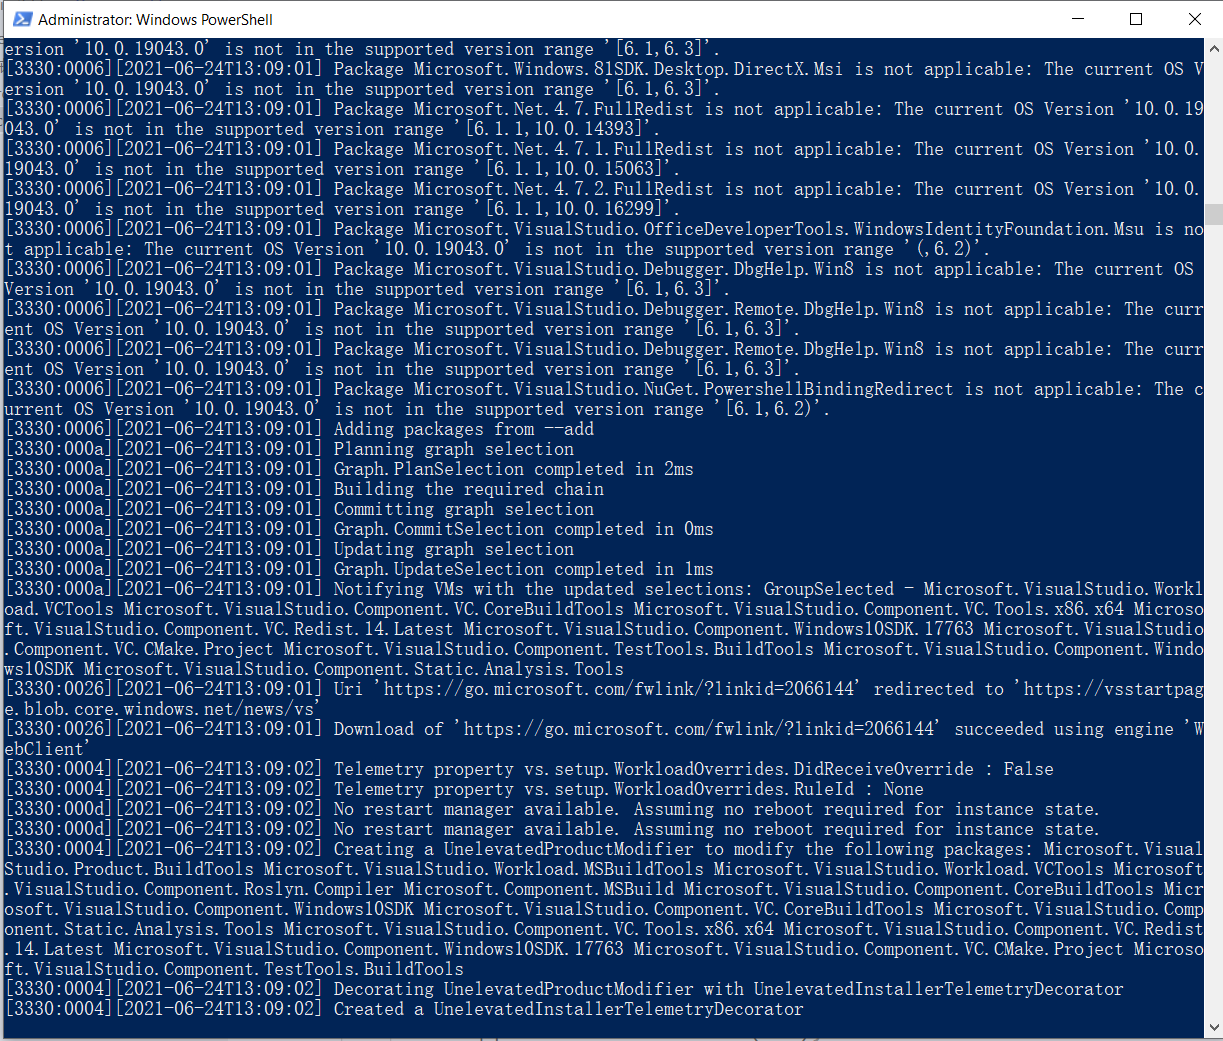 Administrator: Windows PowerShell
ersion '10.0.19043.0' is not in the supported version range '[6.1,6.3]'.
[3330:0006][2021-06-24T13:09:01] Package Microsoft.Windows.81SDK.Desktop.DirectX.Msi is not applicable: The current OS V
ersion '10.0.19043.0' is not in the supported version range '[6.1,6.3]'.
[3330:0006][2021-06-24T13:09:01] Package Microsoft.Net.4.7.FullRedist is not applicable: The current OS Version '10.0.19
043.0' is not in the supported version range '[6.1.1,10.0.14393]'.
[3330:0006][2021-06-24T13:09:01] Package Microsoft.Net.4.7.1.FullRedist is not applicable: The current OS Version '10.0.
19043.0' is not in the supported version range '[6.1.1,10.0.15063]'.
[3330:0006][2021-06-24T13:09:01] Package Microsoft.Net.4.7.2.FullRedist is not applicable: The current OS Version '10.0.
19043.0' is not in the supported version range '[6.1.1,10.0.16299]'.
[3330:0006][2021-06-24T13:09:01] Package Microsoft.VisualStudio.OfficeDeveloperTools.WindowsIdentityFoundation.Msu is no
t applicable: The current OS Version '10.0.19043.0' is not in the supported version range '(,6.2)'.
[3330:0006][2021-06-24T13:09:01] Package Microsoft.VisualStudio.Debugger.DbgHelp.Win8 is not applicable: The current OS
Version '10.0.19043.0' is not in the supported version range '[6.1,6.3]'.
[3330:0006][2021-06-24T13:09:01] Package Microsoft.VisualStudio.Debugger.Remote.DbgHelp.Win8 is not applicable: The curr
ent OS Version '10.0.19043.0' is not in the supported version range '[6.1,6.3]'.
[3330:0006][2021-06-24T13:09:01] Package Microsoft.VisualStudio.Debugger.Remote.DbgHelp.Win8 is not applicable: The curr
ent OS Version '10.0.19043.0' is not in the supported version range '[6.1,6.3]'.
[3330:0006][2021-06-24T13:09:01] Package Microsoft.VisualStudio.NuGet.PowershellBindingRedirect is not applicable: The c
urrent OS Version '10.0.19043.0' is not in the supported version range '[6.1,6.2)'.
[3330:0006][2021-06-24T13:09:01] Adding packages from --add
[3330:000a][2021-06-24T13:09:01] Planning graph selection
[3330:000a][2021-06-24T13:09:01] Graph.PlanSelection completed in 2ms
[3330:000a][2021-06-24T13:09:01] Building the required chain
[3330:000a][2021-06-24T13:09:01] Committing graph selection
[3330:000a][2021-06-24T13:09:01] Graph.CommitSelection completed in 0ms
[3330:000a][2021-06-24T13:09:01] Updating graph selection
[3330:000a][2021-06-24T13:09:01] Graph.UpdateSelection completed in 1ms
[3330:000a][2021-06-24T13:09:01] Notifying VMs with the updated selections: GroupSelected - Microsoft.VisualStudio.Workl
oad.VCTools Microsoft.VisualStudio.Component.VC.CoreBuildTools Microsoft.VisualStudio.Component.VC.Tools.x86.x64 Microso
ft.VisualStudio.Component.VC.Redist.14.Latest Microsoft.VisualStudio.Component.Windows10SDK.17763 Microsoft.VisualStudio
.Component.VC.CMake.Project Microsoft.VisualStudio.Component.TestTools.BuildTools Microsoft.VisualStudio.Component.Windo
ws10SDK Microsoft.VisualStudio.Component.Static.Analysis.Tools
[3330:0026][2021-06-24T13:09:01] Uri 'https://go.microsoft.com/fwlink/?linkid=2066144' redirected to 'https://vsstartpag
e.blob.core.windows.net/news/vs'
[3330:0026][2021-06-24T13:09:01] Download of 'https://go.microsoft.com/fwlink/?linkid=2066144' succeeded using engine 'W
ebClient'
[3330:0004][2021-06-24T13:09:02] Telemetry property vs.setup.WorkloadOverrides.DidReceiveOverride : False
[3330:0004][2021-06-24T13:09:02] Telemetry property vs.setup.WorkloadOverrides.RuleId : None
[3330:000d][2021-06-24T13:09:02] No restart manager available. Assuming no reboot required for instance state.
[3330:000d][2021-06-24T13:09:02] No restart manager available. Assuming no reboot required for instance state.
[3330:0004][2021-06-24T13:09:02] Creating a UnelevatedProductModifier to modify the following packages: Microsoft.Visual
Studio.Product.BuildTools Microsoft.VisualStudio.Workload.MSBuildTools Microsoft.VisualStudio.Workload.VCTools Microsoft
.VisualStudio.Component.Roslyn.Compiler Microsoft.Component.MSBuild Microsoft.VisualStudio.Component.CoreBuildTools Micr
osoft.VisualStudio.Component.Windows10SDK Microsoft.VisualStudio.Component.VC.CoreBuildTools Microsoft.VisualStudio.Comp
onent.Static.Analysis.Tools Microsoft.VisualStudio.Component.VC.Tools.x86.x64 Microsoft.VisualStudio.Component.VC.Redist
.14.Latest Microsoft.VisualStudio.Component.Windows10SDK.17763 Microsoft.VisualStudio.Component.VC.CMake.Project Microso
ft.VisualStudio.Component.TestTools.BuildTools
[3330:0004][2021-06-24T13:09:02] Decorating UnelevatedProductModifier with UnelevatedInstallerTelemetryDecorator
[3330:0004][2021-06-24T13:09:02] Created a UnelevatedInstallerTelemetryDecorator